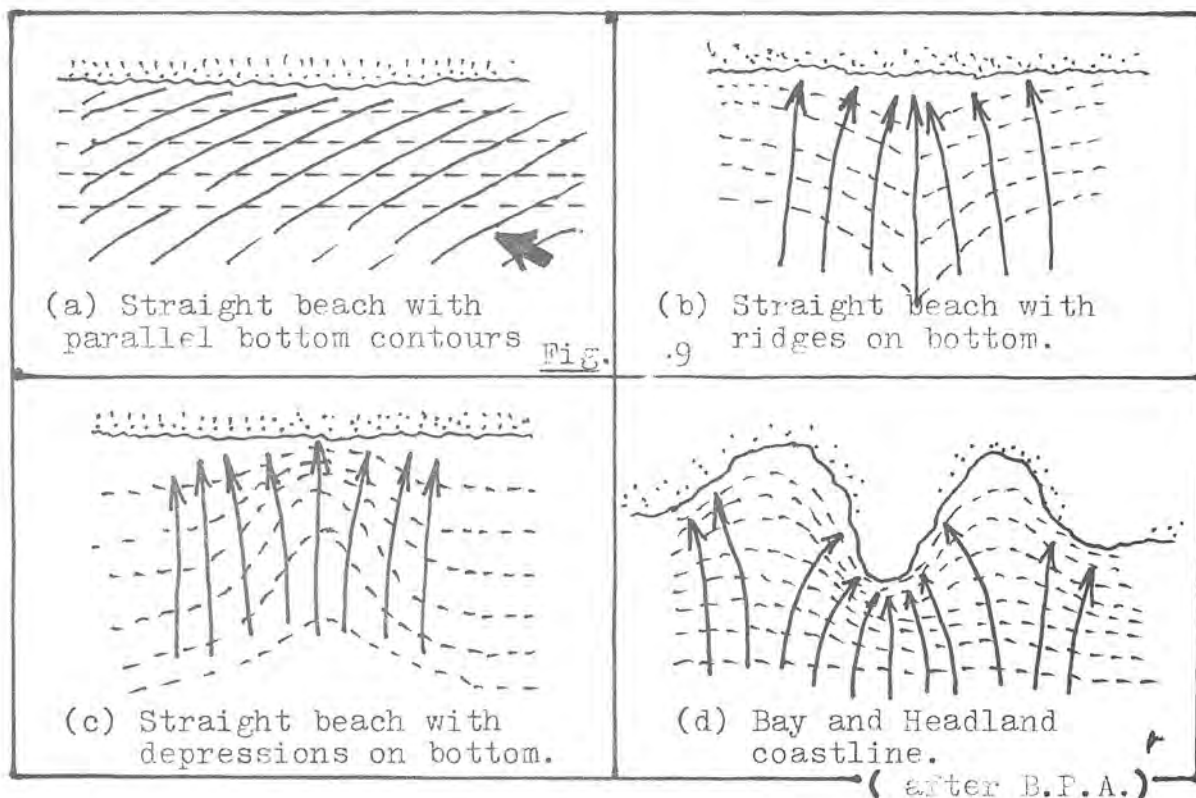 (a) Straight beach with
parallel bottom contours
(b) Straight beach with
ridges on bottom.
Fig. .9
(c) Straight beach with
depressions on bottom.
(d) Bay and Headland
coastline.
( after B.P.A.)